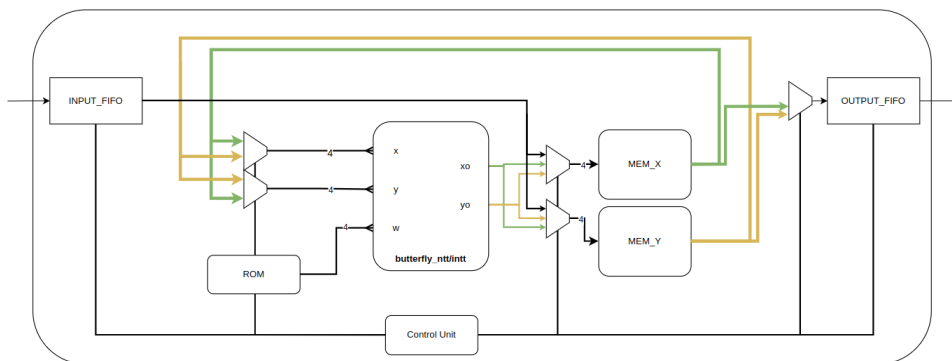 INPUT_FIFO
OUTPUT_FIFO
4
x
xo
4
MEM_X
4
y
yo
4
MEM_Y
4
w
butterfly_ntt/intt
ROM
Control Unit